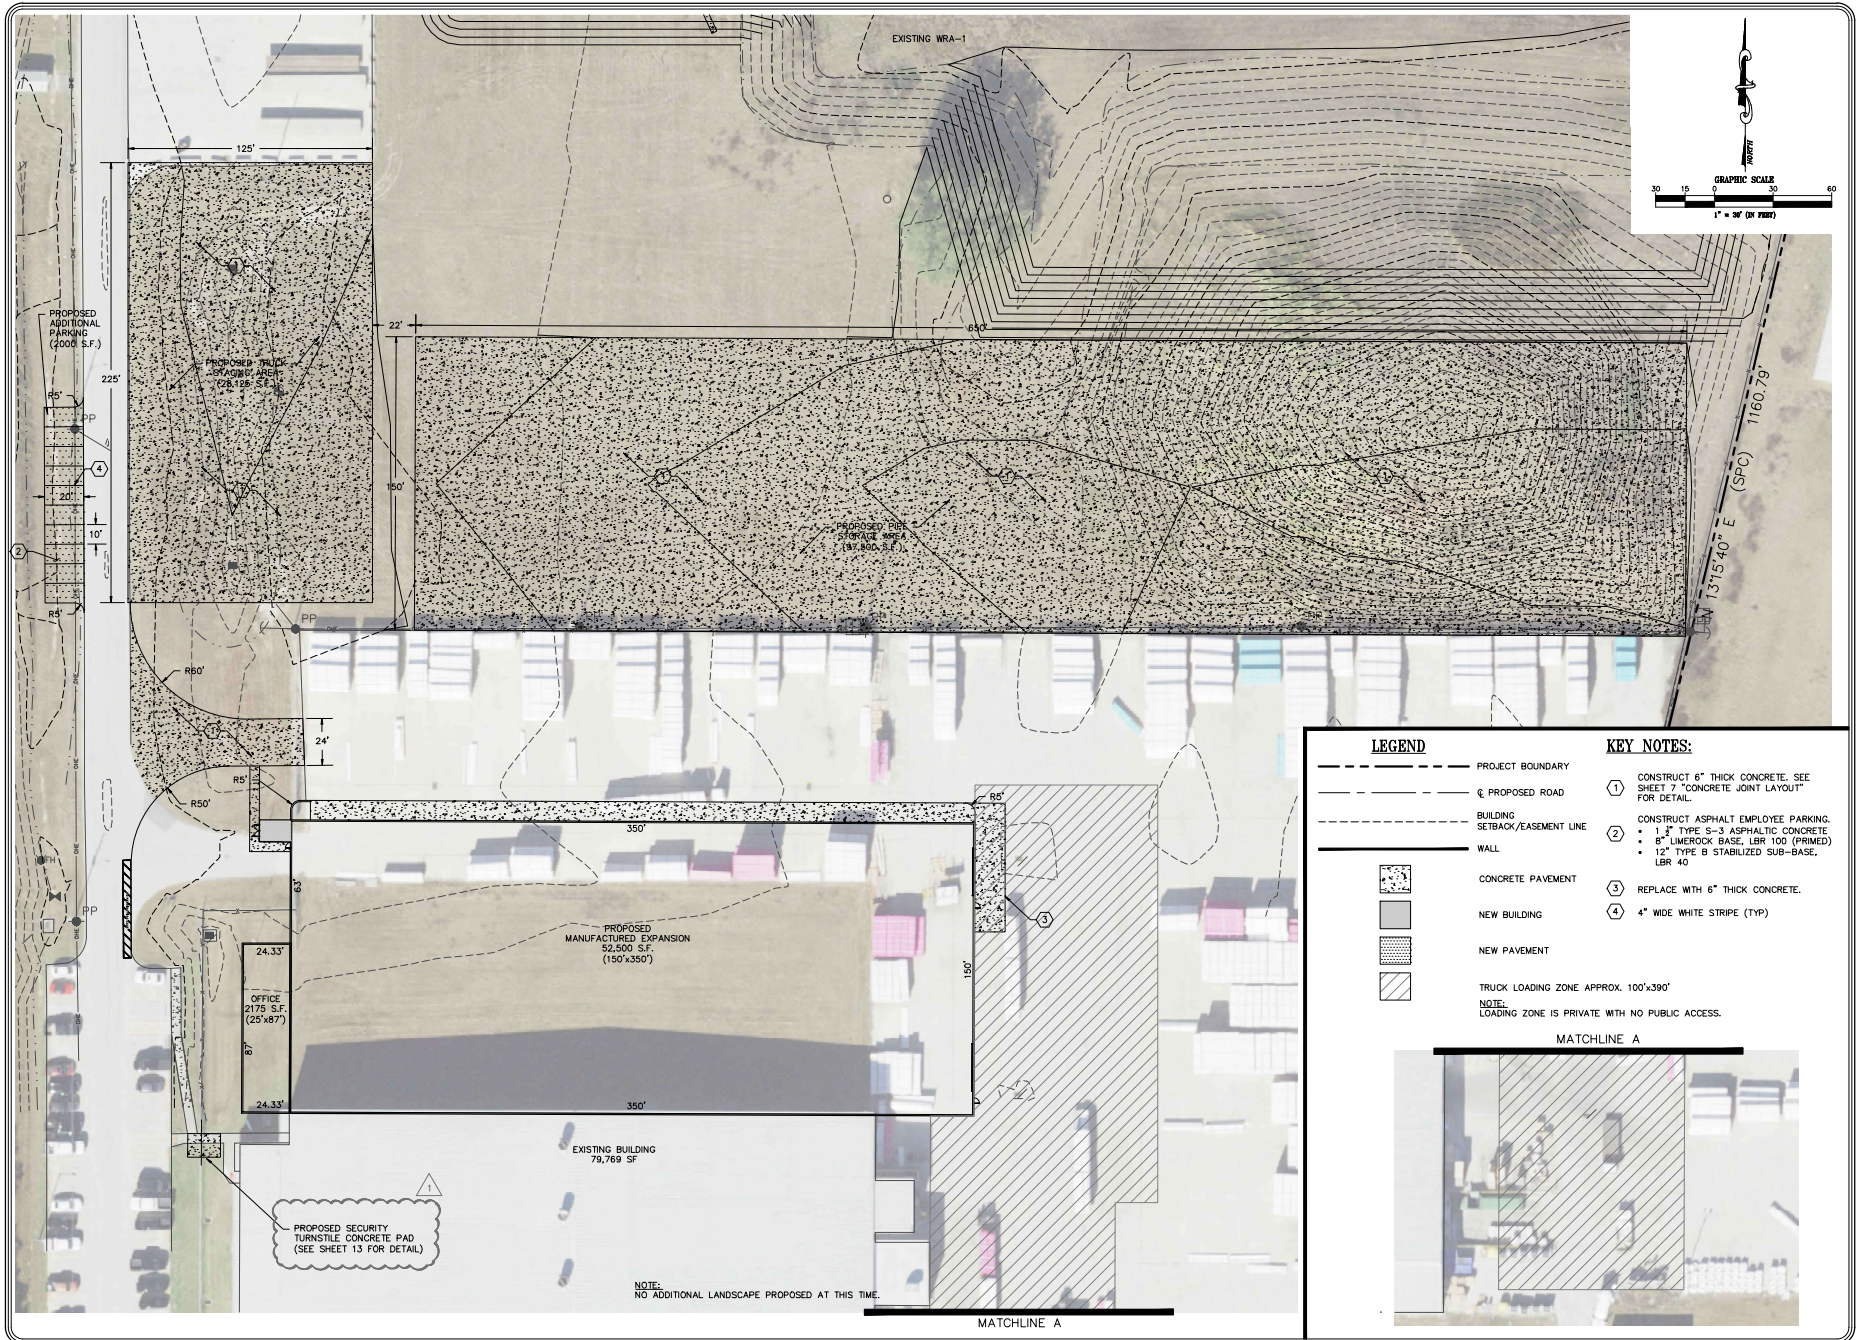 EXISTING WRA-1
NORTH
GRAPHIC SCALE
30 15 0 30 60
1" = 30' (IN FEET)
125'
PROPOSED
ADDITIONAL
PARKING
(2000 S.F.)
225'
22'
650'
1
PROPOSED TRUCK
STAGING AREA
(28,125 S.F.)
R5'
PP
4
20'
10'
2
R5'
150'
1
1
1
PROPOSED PIPE
STORAGE AREA
(97,500 S.F.)
13°15'40" E (SPC) 1160.79'
PP
OHE
R60'
1
24'
R5'
R50'
R5'
350'
63'
FH
PP
3
24.33'
OFFICE
2175 S.F.
(25'x87')
87'
24.33'
PROPOSED
MANUFACTURED EXPANSION
52,500 S.F.
(150'x350')
150'
350'
EXISTING BUILDING
79,769 SF
1
PROPOSED SECURITY
TURNSTILE CONCRETE PAD
(SEE SHEET 13 FOR DETAIL)
NOTE:
NO ADDITIONAL LANDSCAPE PROPOSED AT THIS TIME.
MATCHLINE A
LEGEND
PROJECT BOUNDARY
℄ PROPOSED ROAD
BUILDING
SETBACK/EASEMENT LINE
WALL
CONCRETE PAVEMENT
NEW BUILDING
NEW PAVEMENT
TRUCK LOADING ZONE APPROX. 100'x390'
NOTE:
LOADING ZONE IS PRIVATE WITH NO PUBLIC ACCESS.
KEY NOTES:
1 CONSTRUCT 6" THICK CONCRETE. SEE
SHEET 7 "CONCRETE JOINT LAYOUT"
FOR DETAIL.
2 CONSTRUCT ASPHALT EMPLOYEE PARKING.
• 1 ½" TYPE S-3 ASPHALTIC CONCRETE
• 8" LIMEROCK BASE, LBR 100 (PRIMED)
• 12" TYPE B STABILIZED SUB-BASE,
LBR 40
3 REPLACE WITH 6" THICK CONCRETE.
4 4" WIDE WHITE STRIPE (TYP)
MATCHLINE A